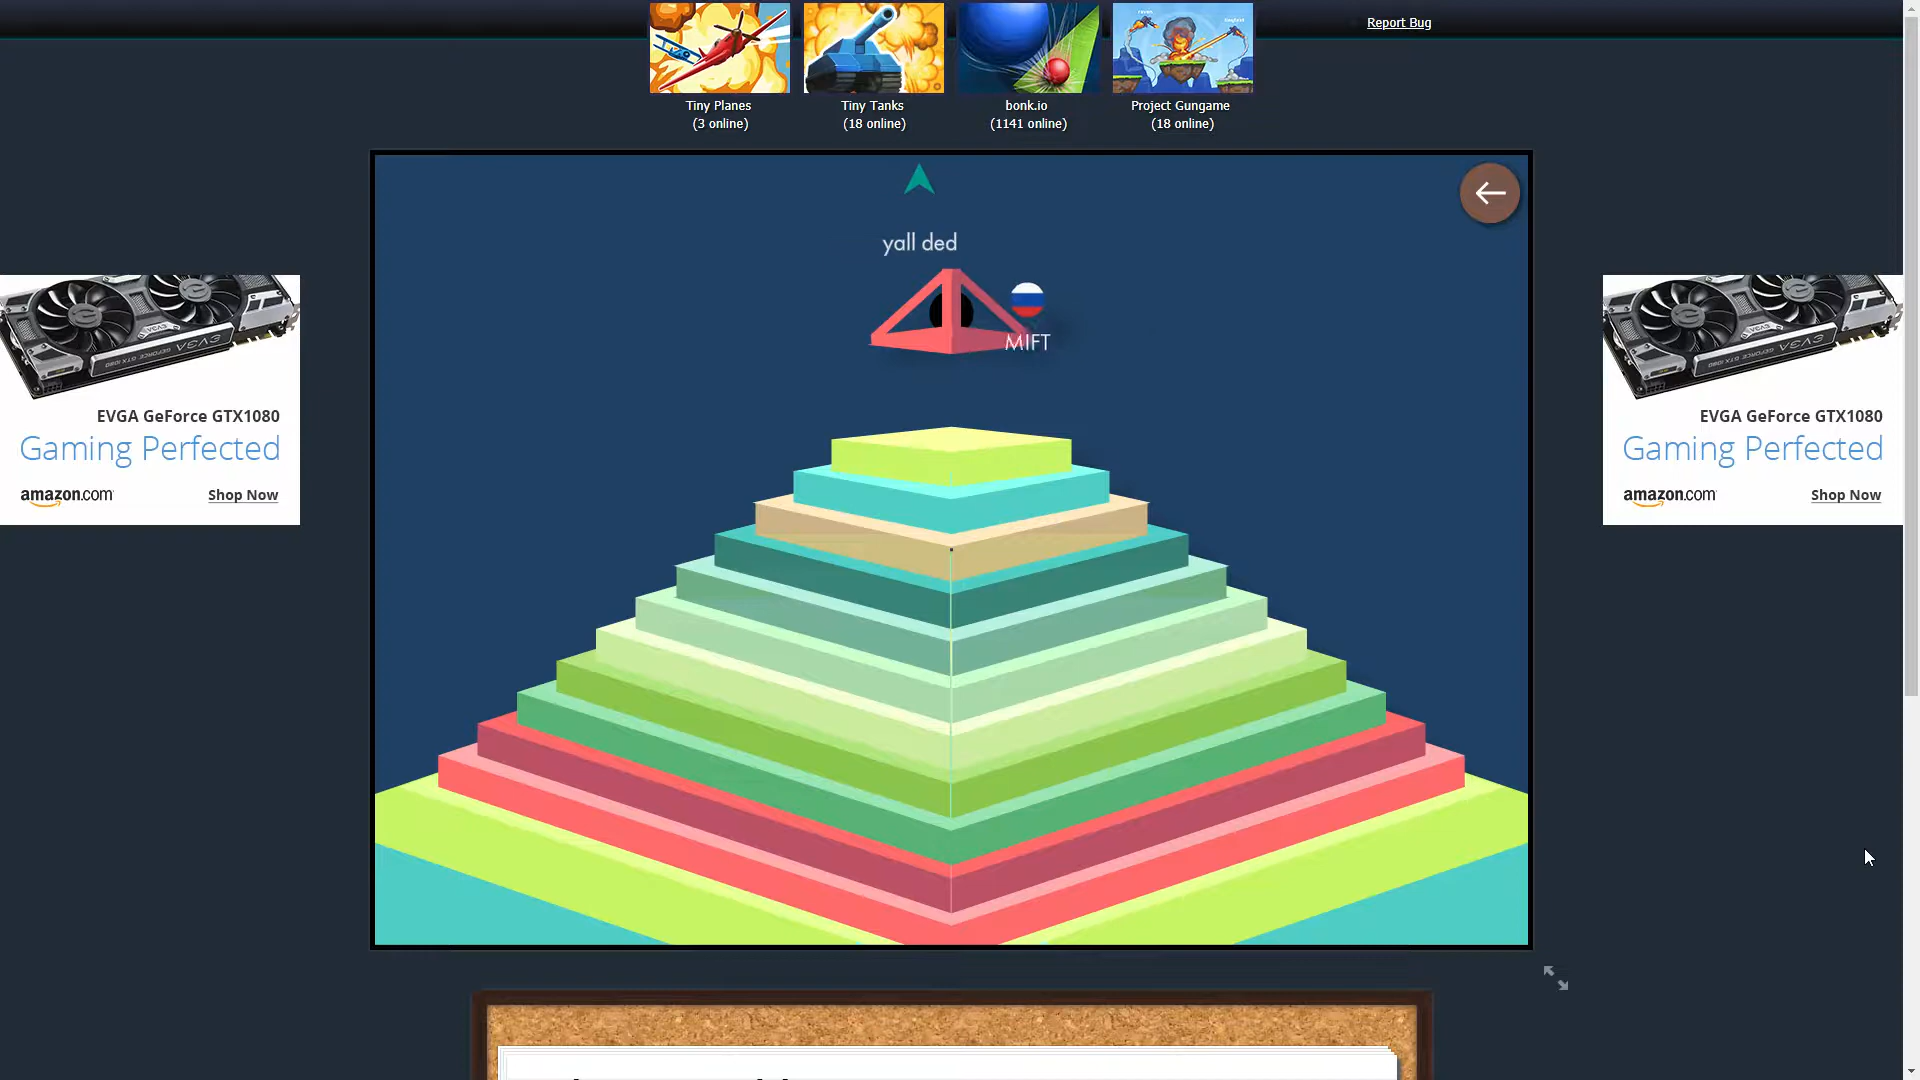 Report Bug
Tiny Planes
(3 online)
Tiny Tanks
(18 online)
bonk.io
(1141 online)
Project Gungame
(18 online)
yall ded
MIFT
EVGA GeForce GTX1080
Gaming Perfected
amazon.com
Shop Now
EVGA GeForce GTX1080
Gaming Perfected
amazon.com
Shop Now